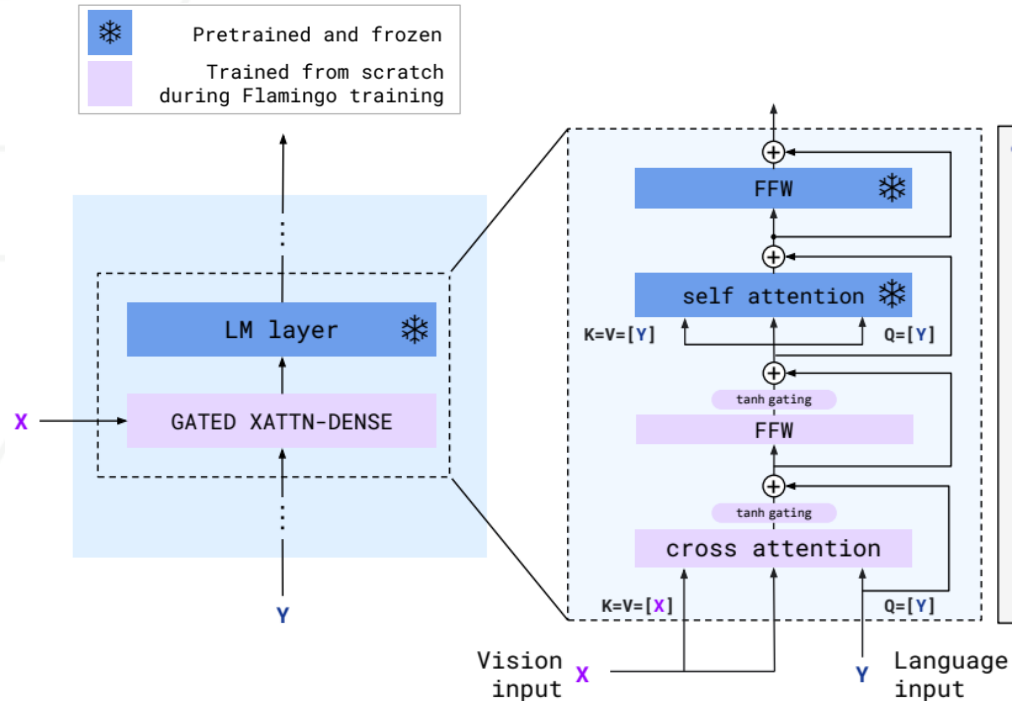 Pretrained and frozen
Trained from scratch
during Flamingo training
LM layer
GATED XATTN-DENSE
X
Y
FFW
self attention
K=V=[Y]
Q=[Y]
tanh gating
FFW
tanh gating
cross attention
K=V=[X]
Q=[Y]
Vision
input
X
Y
Language
input